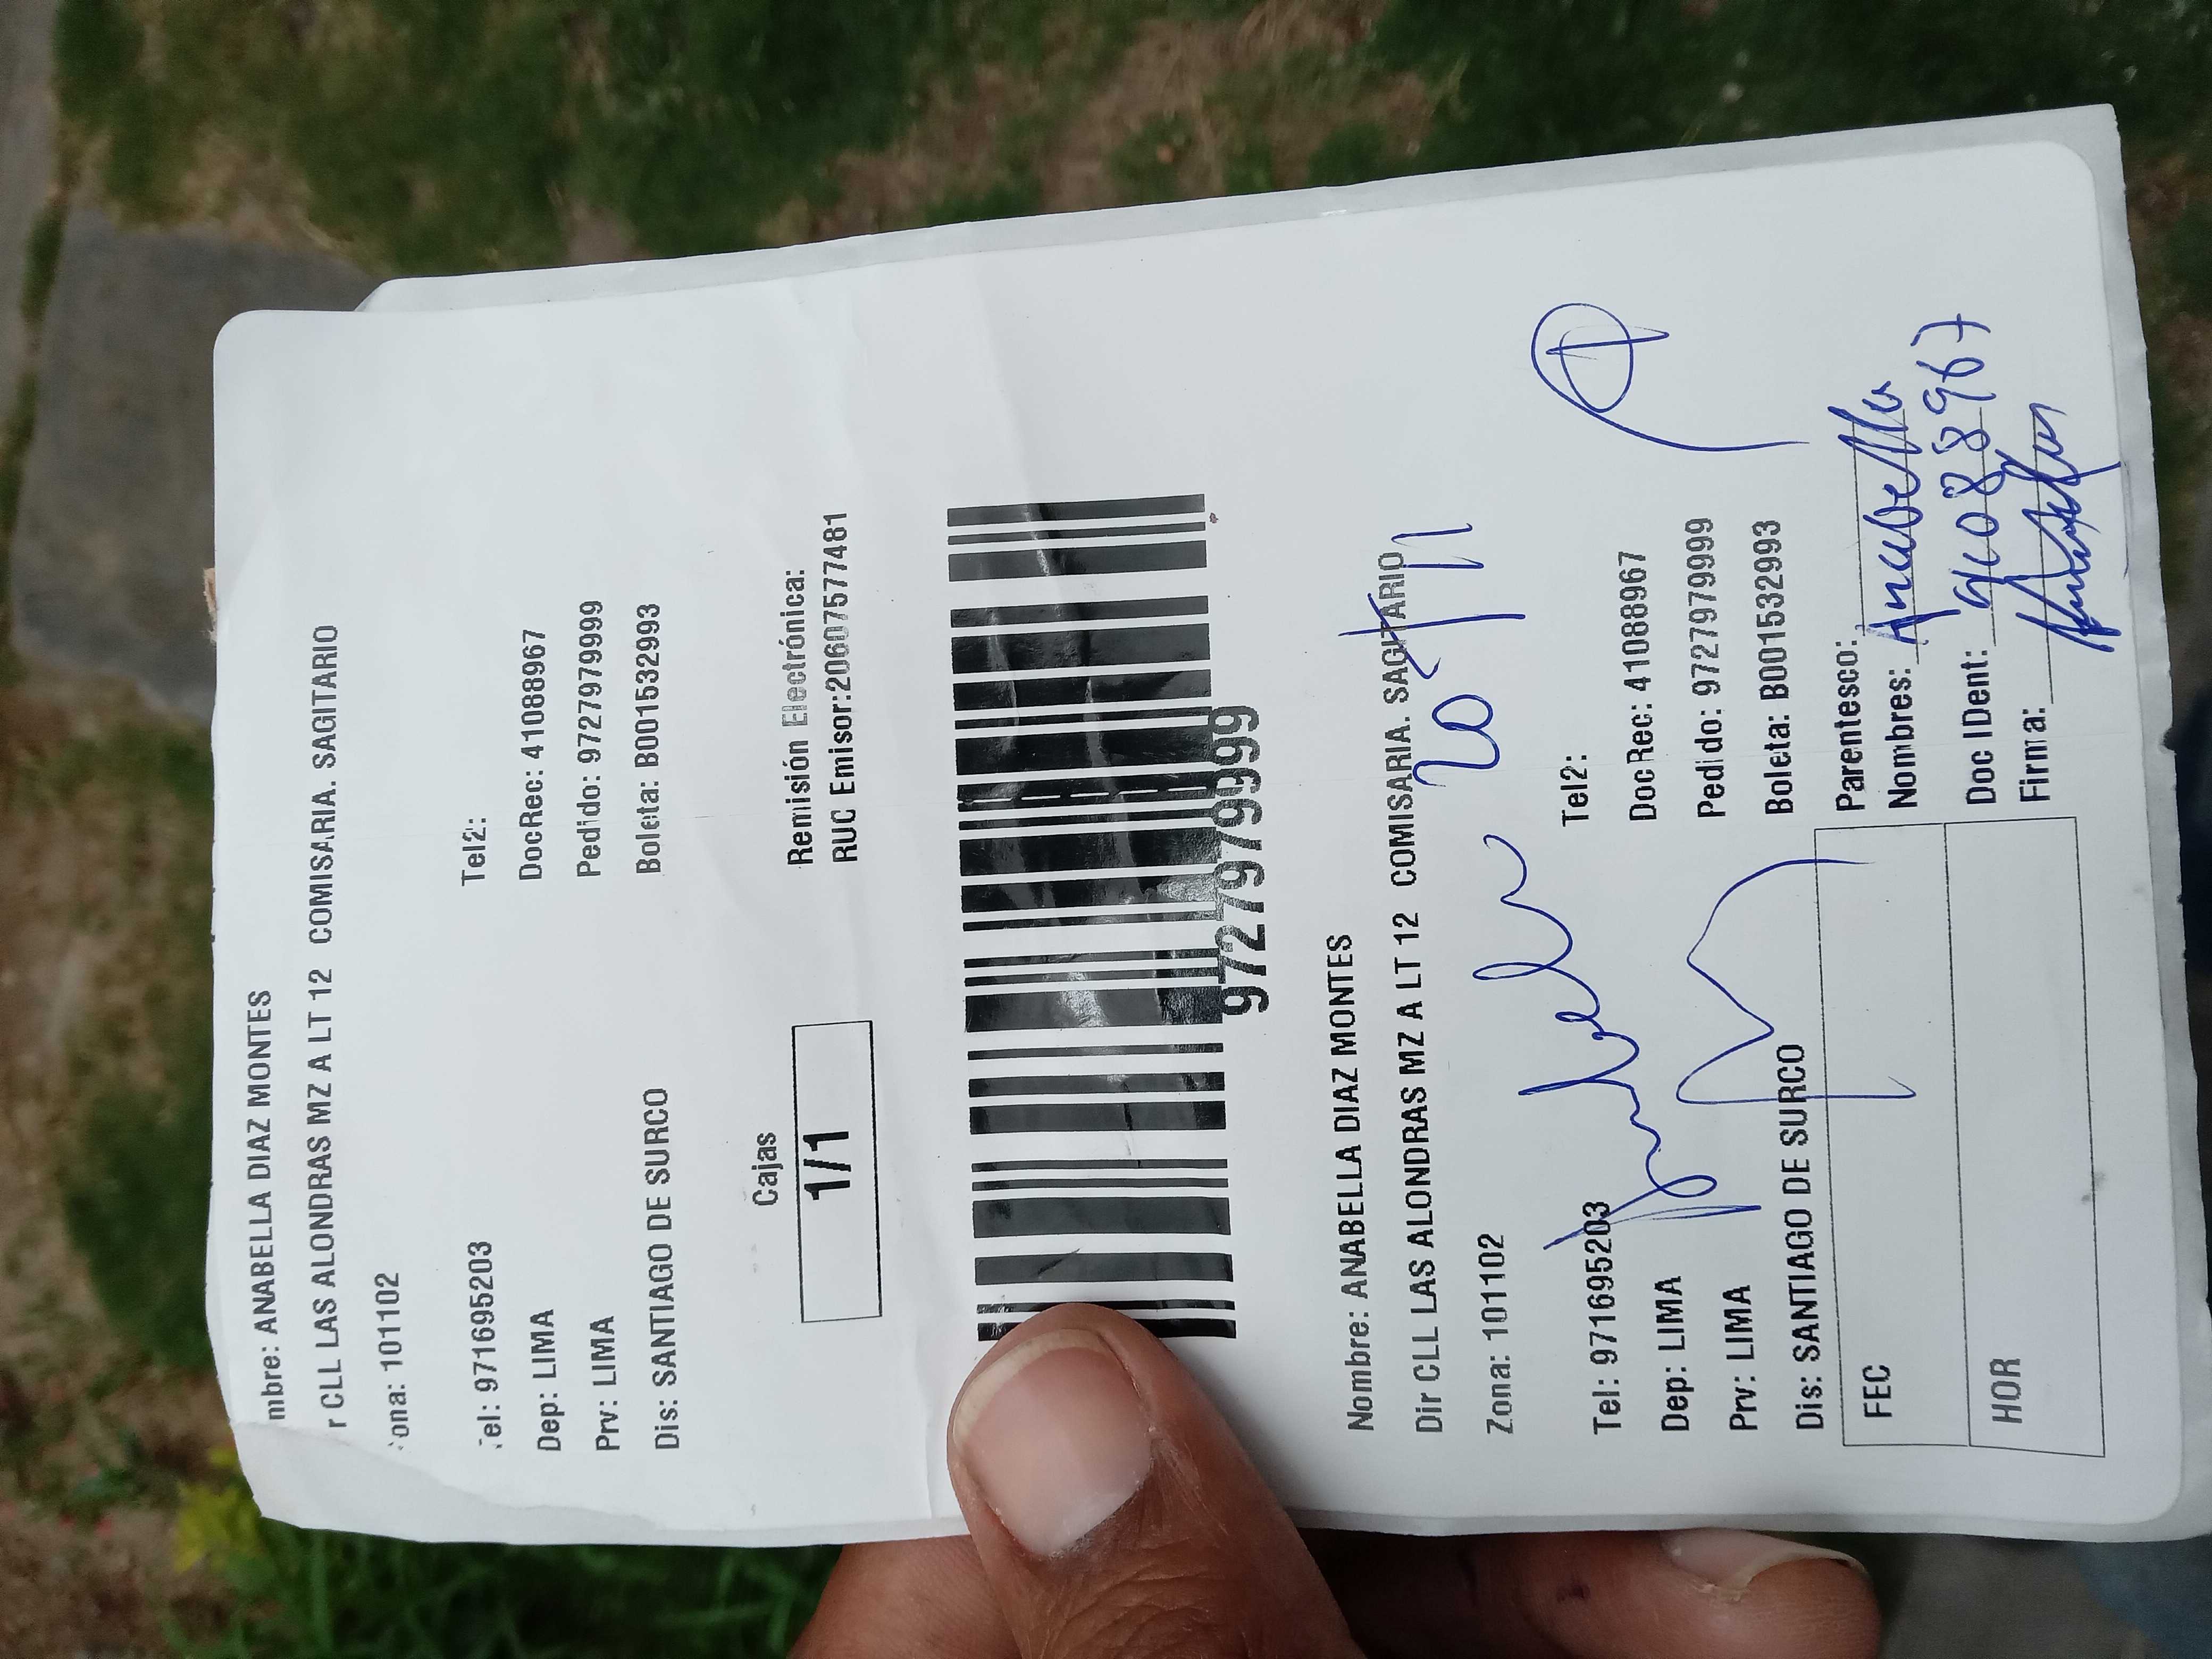 mbre: ANABELLA DIAZ MONTES
r CLL LAS ALONDRAS MZ A LT 12 COMISARIA. SAGITARIO
ona: 101102
el: 971695203 Tel2:
Dep: LIMA DocRec: 41088967
Prv: LIMA Pedido: 9727979999
Dis: SANTIAGO DE SURCO Boleta: B001532993
Cajas
1/1
Remisión Electrónica:
RUC Emisor:20607577481
9727979999
Nombre: ANABELLA DIAZ MONTES
Dir CLL LAS ALONDRAS MZ A LT 12 COMISARIA. SAGITARIO
Zona: 101102
Tel: 971695203 Tel2:
Dep: LIMA DocRec: 41088967
Prv: LIMA Pedido: 9727979999
Dis: SANTIAGO DE SURCO Boleta: B001532993
FEC
HOR
Parentesco:
Nombres: Anabella
Doc IDent: 41088967
Firma: